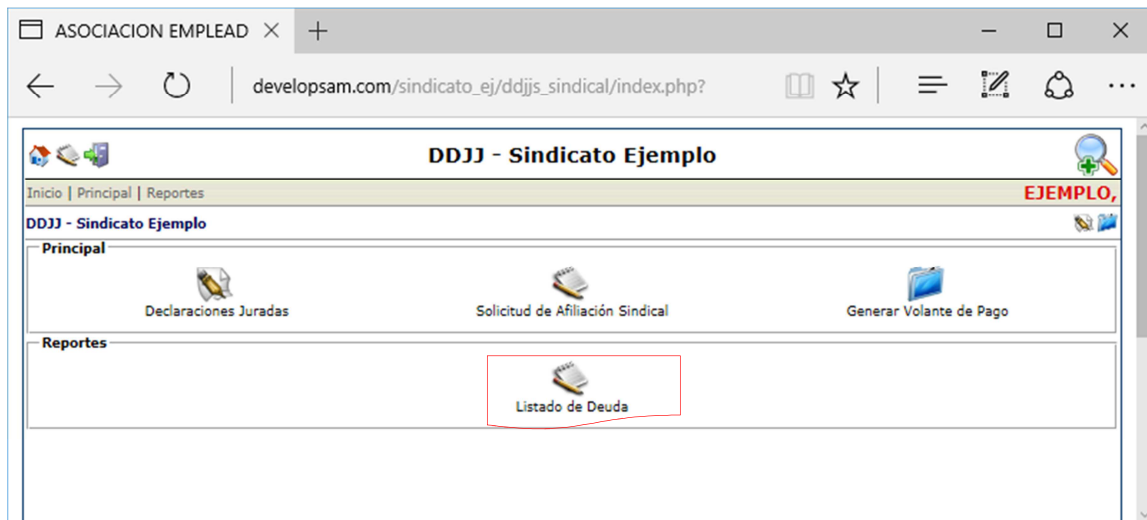 ASOCIACION EMPLEAD
developsam.com/sindicato_ej/ddjjs_sindical/index.php?
DDJJ - Sindicato Ejemplo
Inicio | Principal | Reportes
EJEMPLO,
DDJJ - Sindicato Ejemplo
Principal
Declaraciones Juradas
Solicitud de Afiliación Sindical
Generar Volante de Pago
Reportes
Listado de Deuda